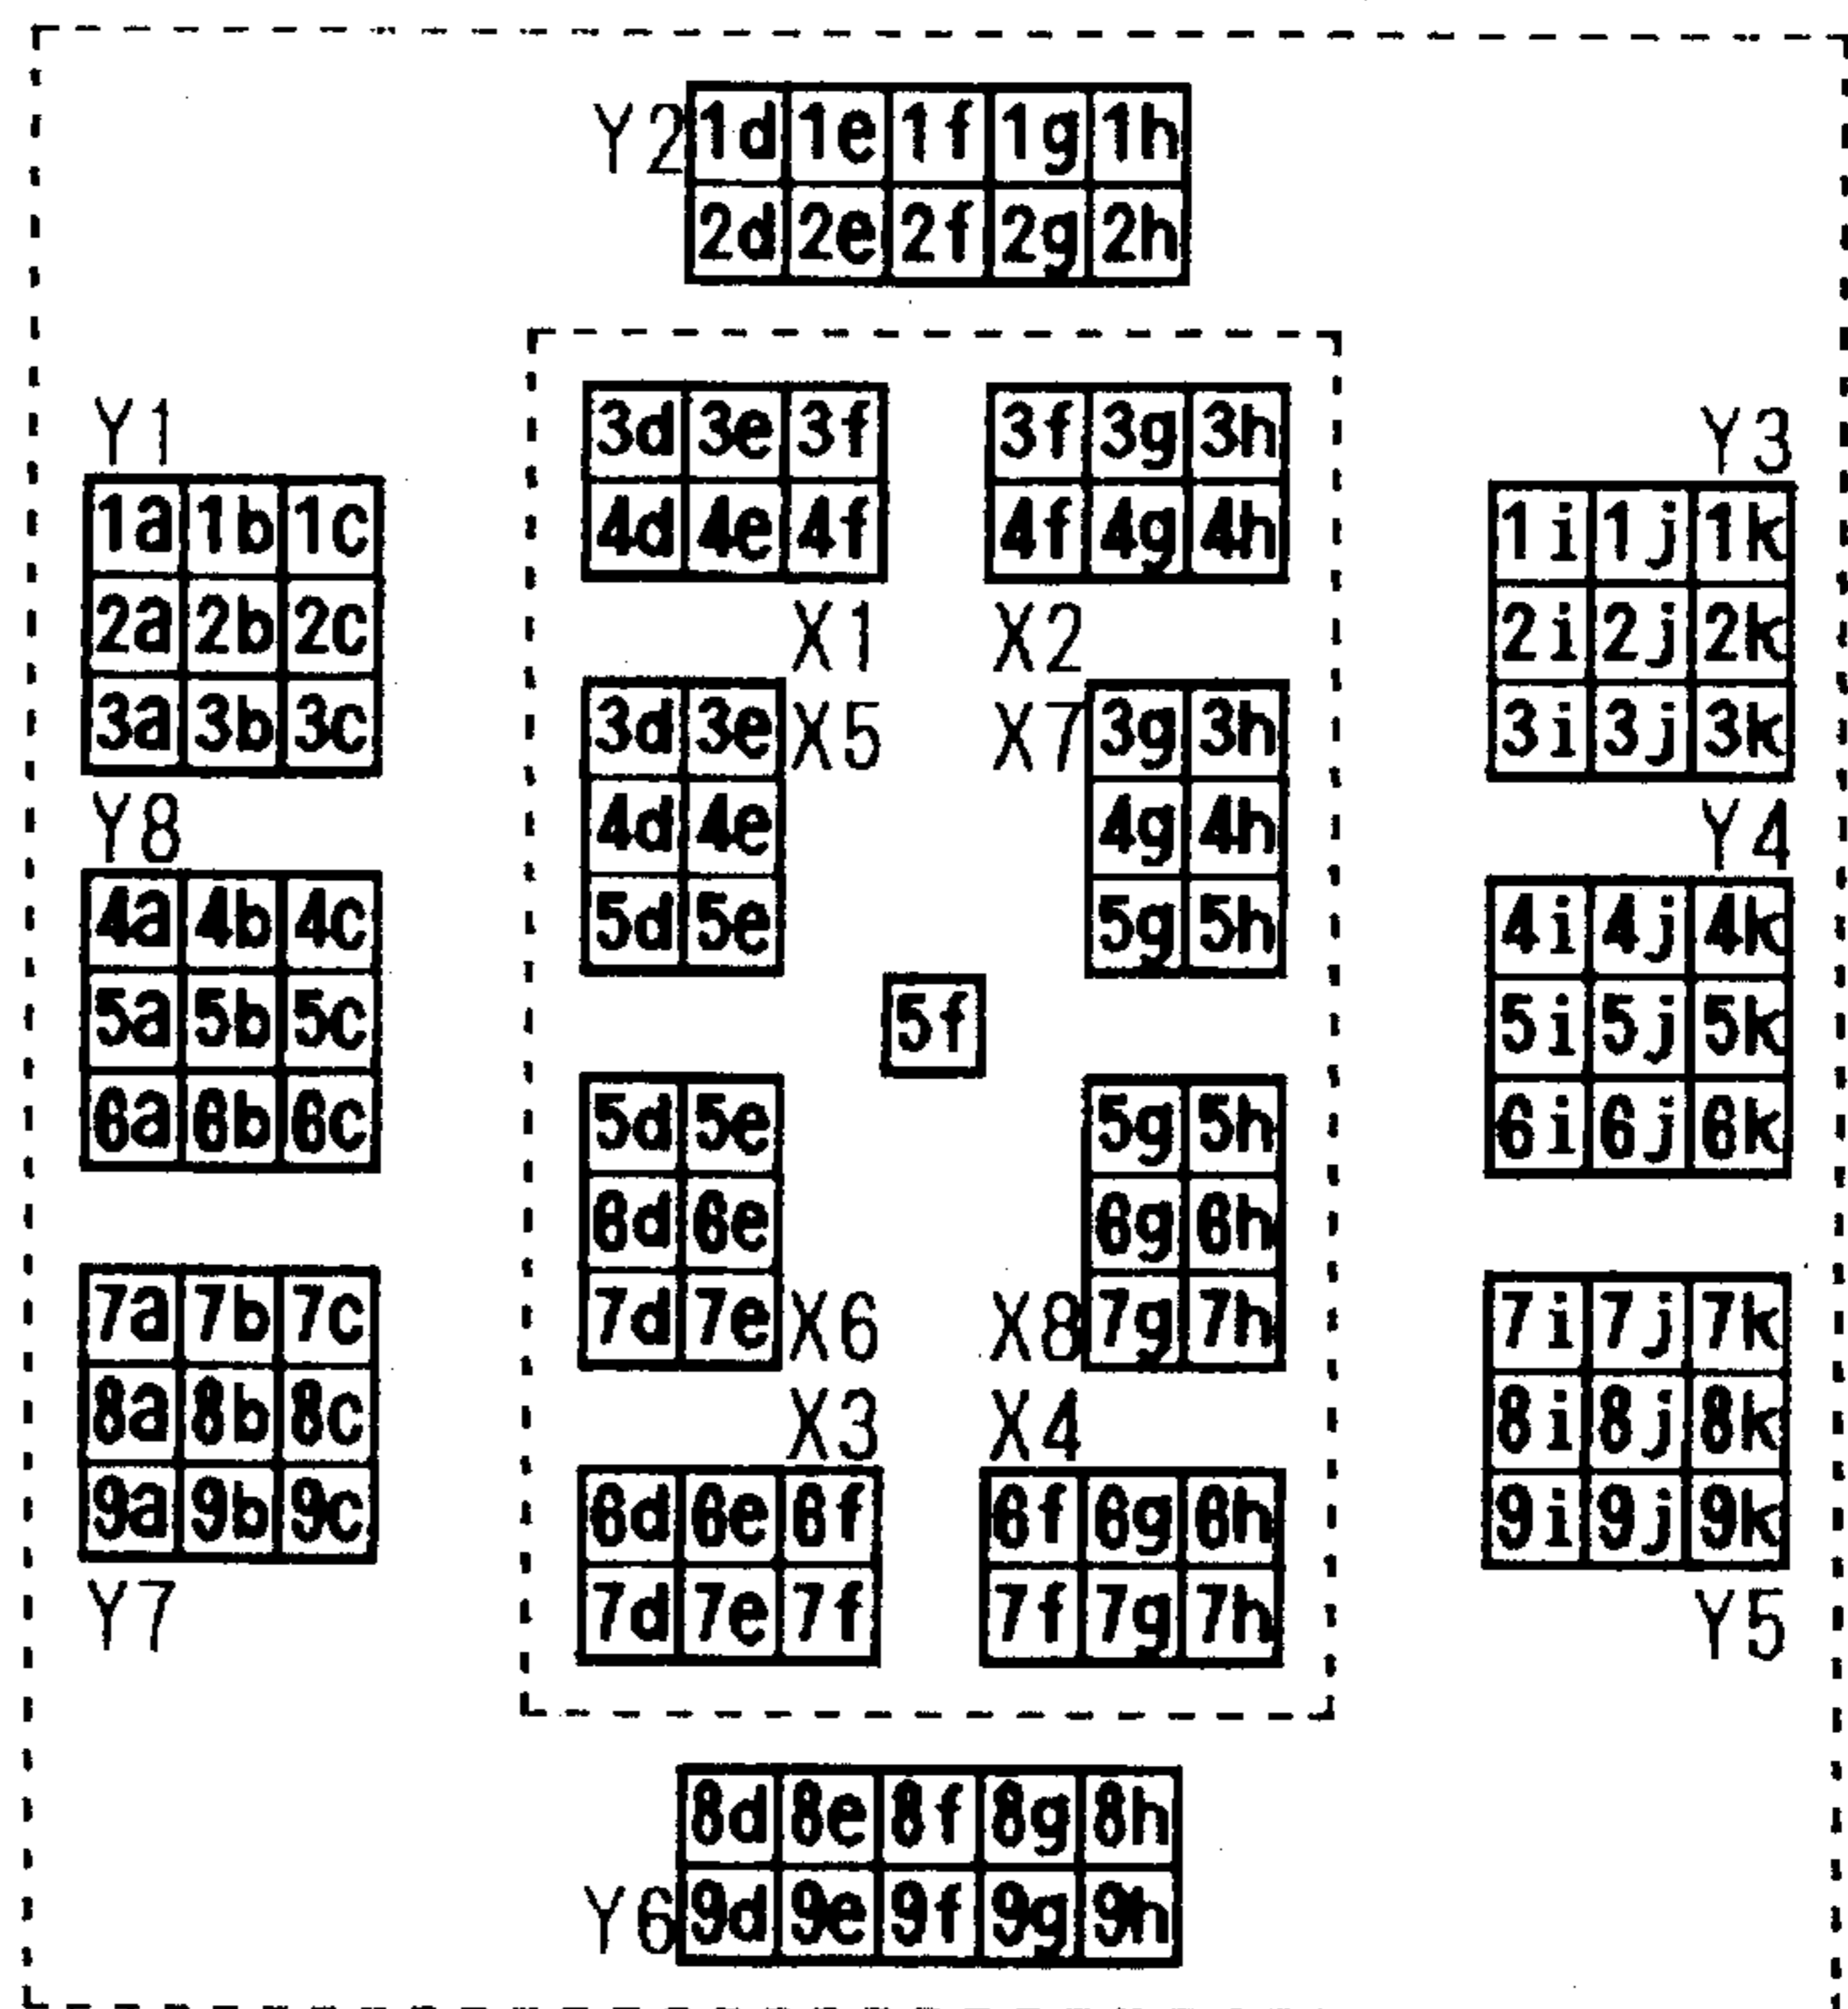 Y2 1d 1e 1f 1g 1h
2d 2e 2f 2g 2h
Y1
1a 1b 1c
2a 2b 2c
3a 3b 3c
Y8
4a 4b 4c
5a 5b 5c
6a 6b 6c
7a 7b 7c
8a 8b 8c
9a 9b 9c
Y7
3d 3e 3f
4d 4e 4f
X1
3f 3g 3h
4f 4g 4h
X2
3d 3e X5
4d 4e
5d 5e
X7 3g 3h
4g 4h
5g 5h
5f
5d 5e
6d 6e
7d 7e X6
5g 5h
6g 6h
X8 7g 7h
X3
6d 6e 6f
7d 7e 7f
X4
6f 6g 6h
7f 7g 7h
Y3
1i 1j 1k
2i 2j 2k
3i 3j 3k
Y4
4i 4j 4k
5i 5j 5k
6i 6j 6k
7i 7j 7k
8i 8j 8k
9i 9j 9k
Y5
8d 8e 8f 8g 8h
Y6 9d 9e 9f 9g 9h